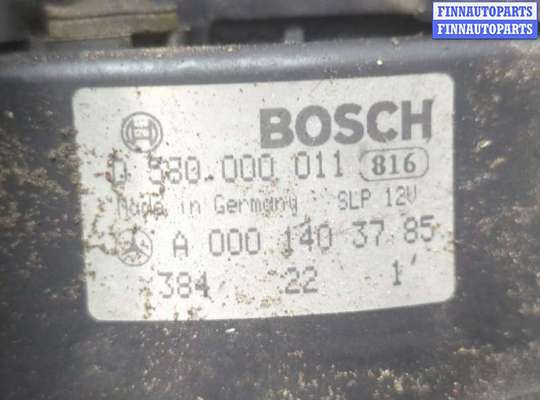 FINNAUTOPARTS
FINNAUTOPARTS
BOSCH
0 580 000 011 816
Made in Germany SLP 12V
A 000 140 37 85
384 22 1